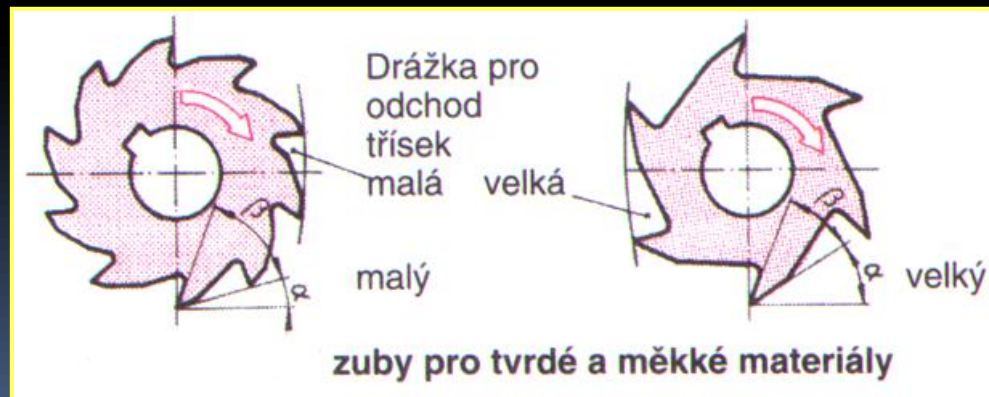 Drážka pro
odchod
třísek
malá velká
β
α
malý
β
α
velký
zuby pro tvrdé a měkké materiály